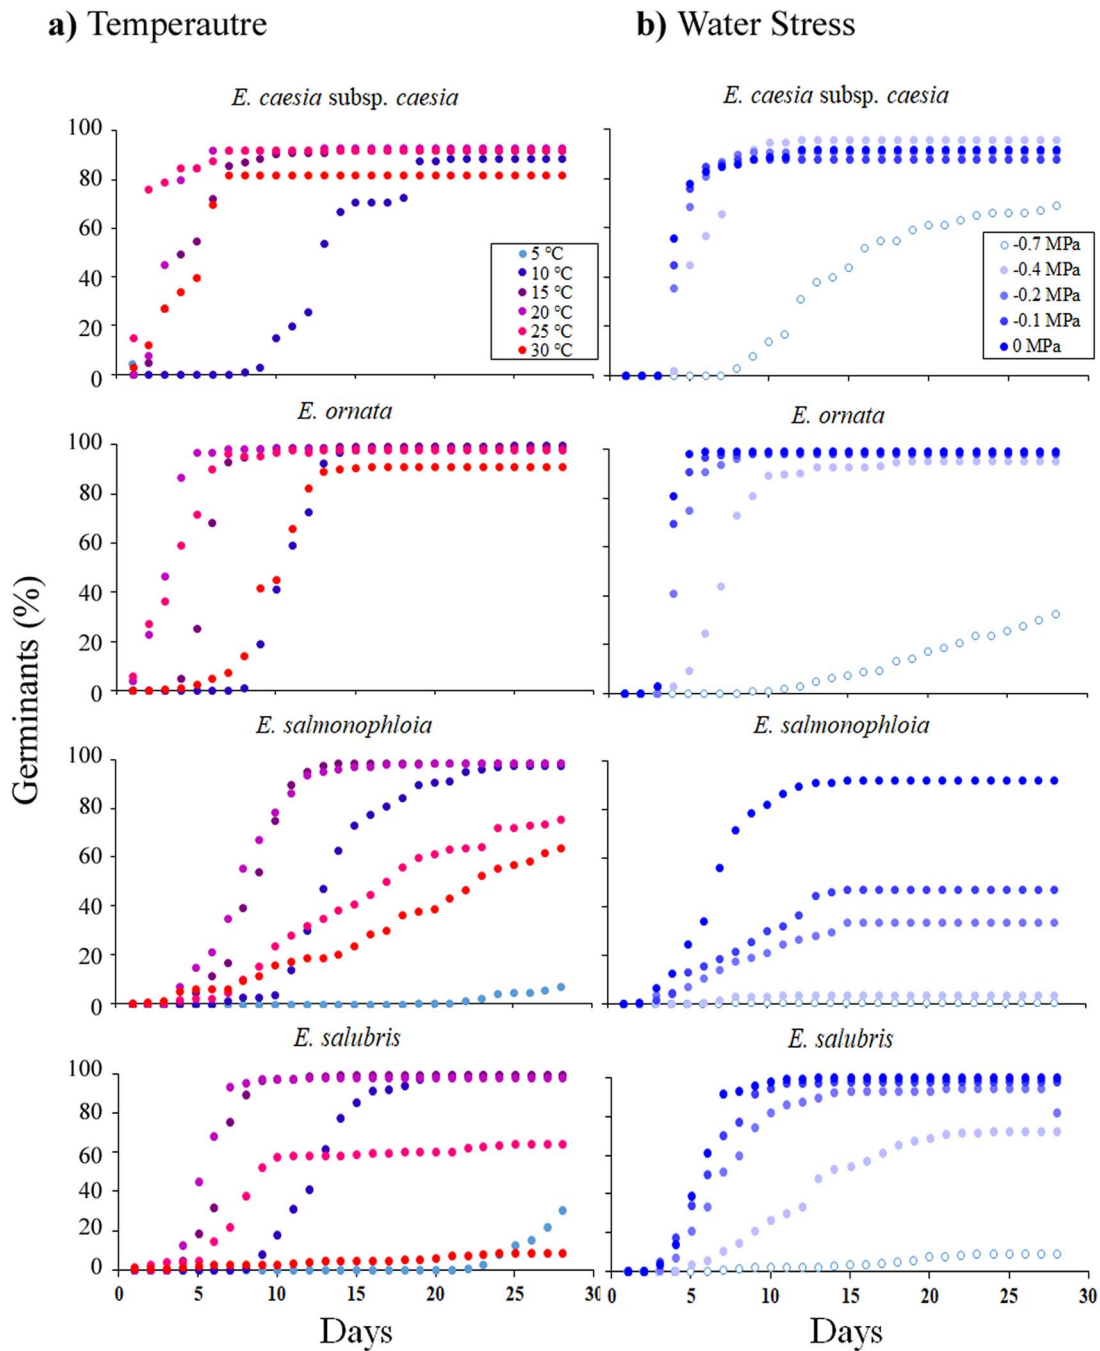 a) Temperautre
b) Water Stress
E. caesia subsp. caesia
E. caesia subsp. caesia
100
80
60
40
20
0
5 °C
10 °C
15 °C
20 °C
25 °C
30 °C
-0.7 MPa
-0.4 MPa
-0.2 MPa
-0.1 MPa
0 MPa
E. ornata
E. ornata
100
80
60
40
20
0
Germinants (%)
E. salmonophloia
E. salmonophloia
100
80
60
40
20
0
E. salubris
E. salubris
100
80
60
40
20
0
0 5 10 15 20 25 30
0 5 10 15 20 25 30
Days
Days